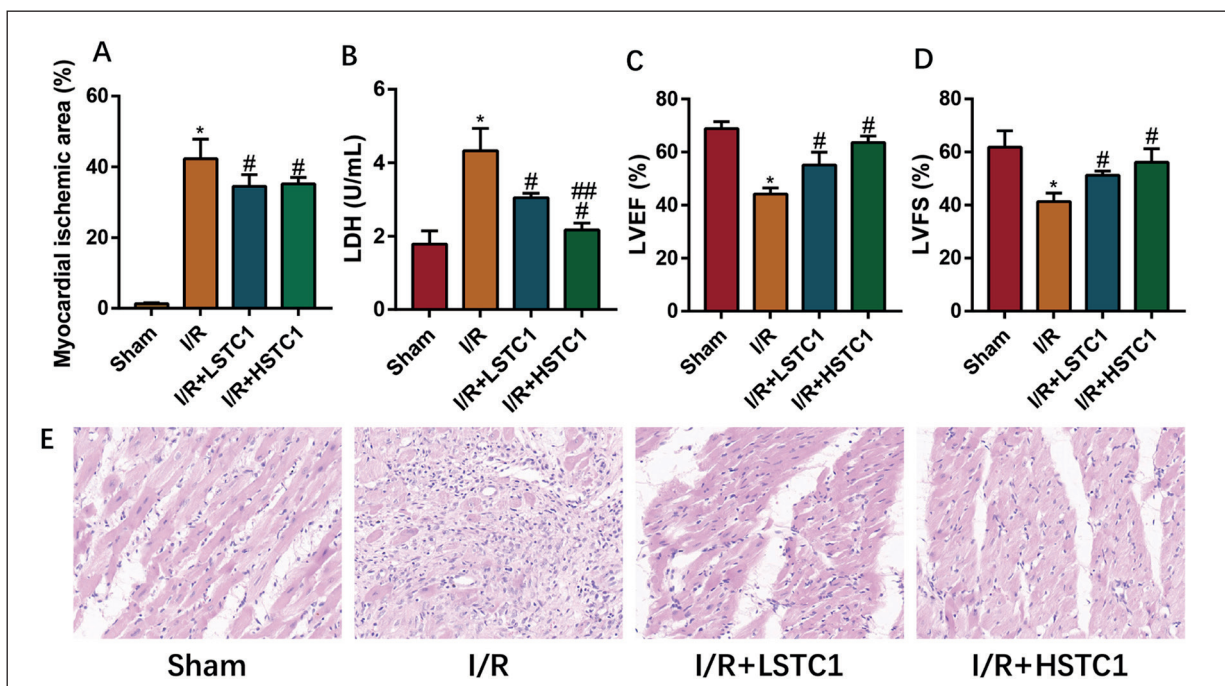 A
Myocardial ischemic area (%)
60
40
20
0
*
#
#
Sham
I/R
I/R+LSTC1
I/R+HSTC1
B
LDH (U/mL)
6
4
2
0
*
#
##
#
Sham
I/R
I/R+LSTC1
I/R+HSTC1
C
LVEF (%)
80
60
40
20
0
*
#
#
Sham
I/R
I/R+LSTC1
I/R+HSTC1
D
LVFS (%)
80
60
40
20
0
*
#
#
Sham
I/R
I/R+LSTC1
I/R+HSTC1
E
Sham
I/R
I/R+LSTC1
I/R+HSTC1